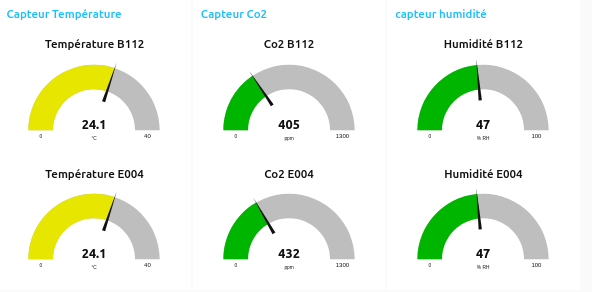 Capteur Température
Température B112
24.1
°C
0
40
Température E004
24.1
°C
0
40
Capteur Co2
Co2 B112
405
ppm
0
1300
Co2 E004
432
ppm
0
1300
capteur humidité
Humidité B112
47
% RH
0
100
Humidité E004
47
% RH
0
100